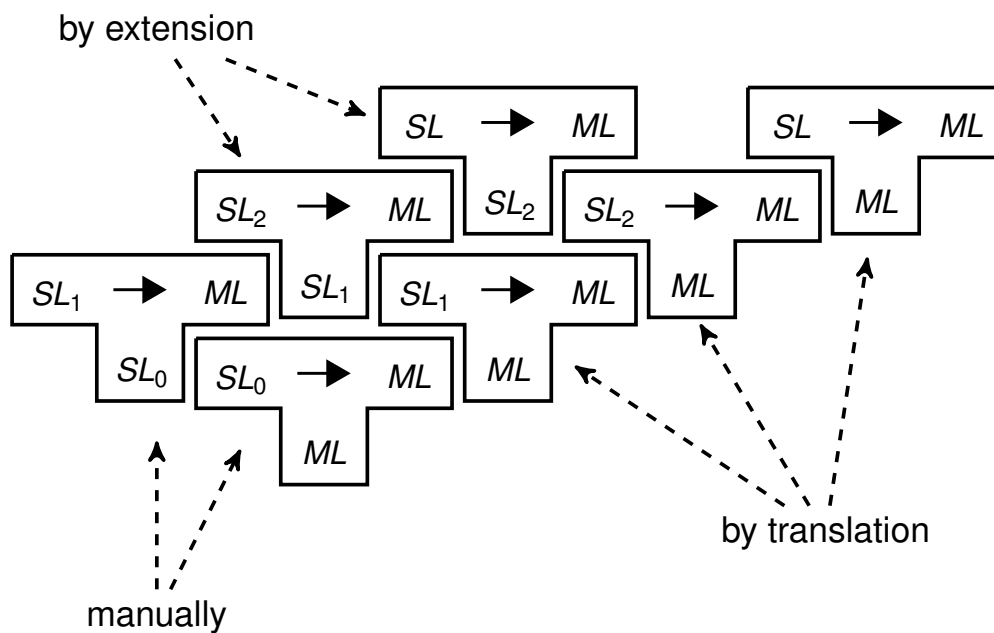 by extension
SL → ML
SL₂
SL → ML
ML
SL₂ → ML
SL₁
SL₂ → ML
ML
SL₁ → ML
SL₀
SL₁ → ML
ML
SL₀ → ML
ML
by translation
manually